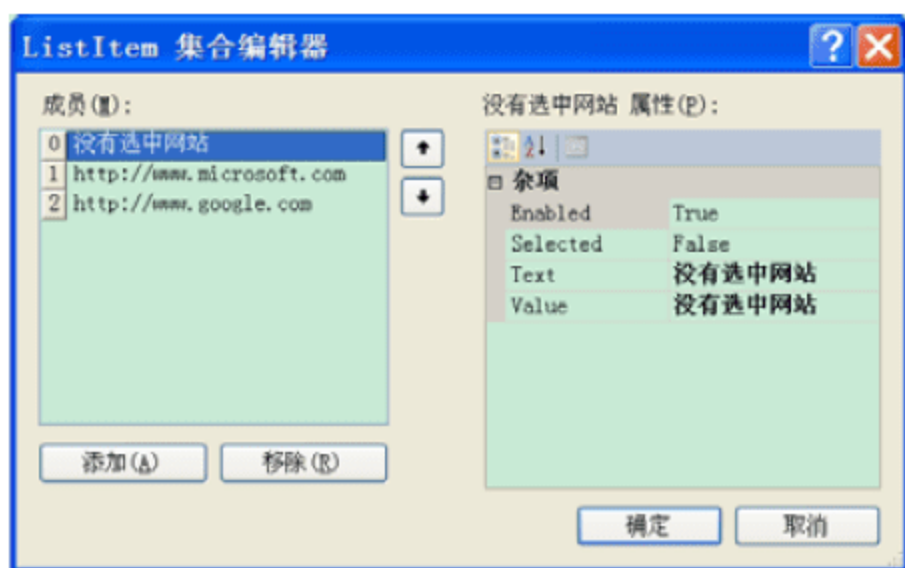 ListItem 集合编辑器
成员(M):
0 没有选中网站
1 http://www.microsoft.com
2 http://www.google.com
添加(A)
移除(R)
没有选中网站 属性(P):
杂项
Enabled True
Selected False
Text 没有选中网站
Value 没有选中网站
确定
取消